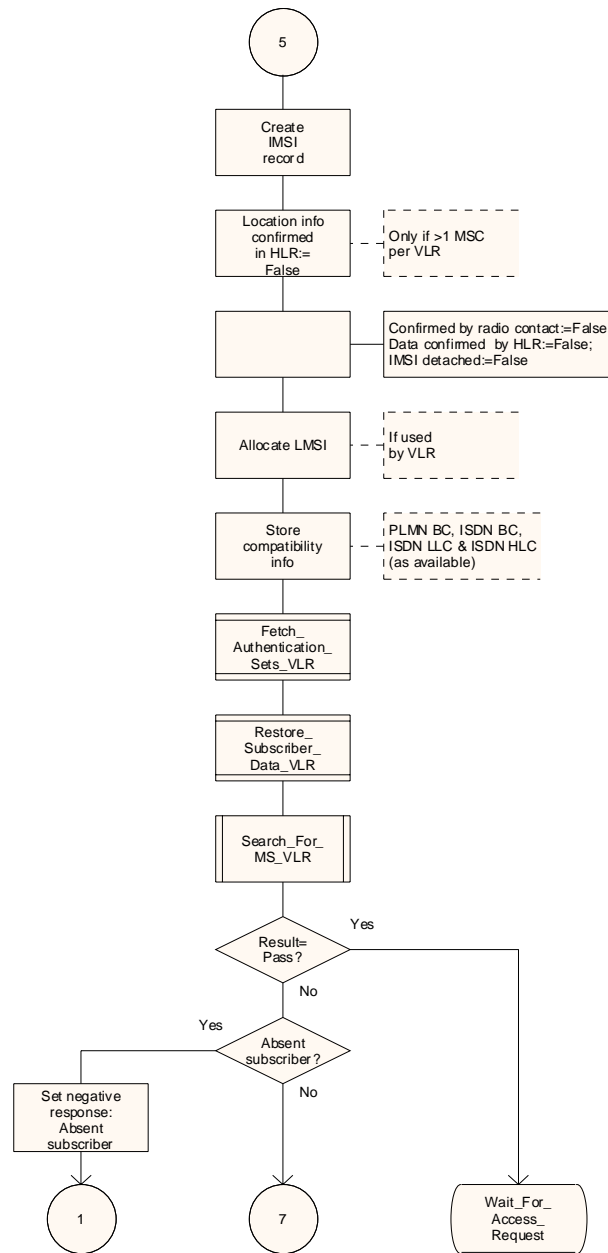 5
Create
IMSI
record
Location info
confirmed
in HLR:=
False
Only if >1 MSC
per VLR
Confirmed by radio contact:=False
Data confirmed by HLR:=False;
IMSI detached:=False
Allocate LMSI
If used
by VLR
Store
compatibility
info
PLMN BC, ISDN BC,
ISDN LLC & ISDN HLC
(as available)
Fetch_
Authentication_
Sets_VLR
Restore_
Subscriber_
Data_VLR
Search_For_
MS_VLR
Result=
Pass?
Yes
No
Absent
subscriber?
Yes
No
Set negative
response:
Absent
subscriber
1
7
Wait_For_
Access_
Request